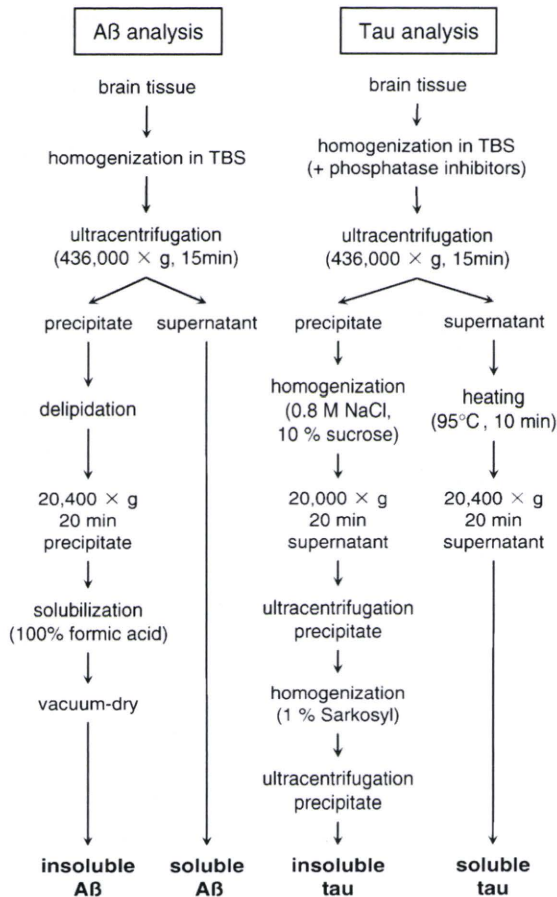 Aß analysis
brain tissue
homogenization in TBS
ultracentrifugation
(436,000 × g, 15min)
precipitate
delipidation
20,400 × g
20 min
precipitate
solubilization
(100% formic acid)
vacuum-dry
insoluble
Aß
supernatant
soluble
Aß
Tau analysis
brain tissue
homogenization in TBS
(+ phosphatase inhibitors)
ultracentrifugation
(436,000 × g, 15min)
precipitate
homogenization
(0.8 M NaCl,
10 % sucrose)
20,000 × g
20 min
supernatant
ultracentrifugation
precipitate
homogenization
(1 % Sarkosyl)
ultracentrifugation
precipitate
insoluble
tau
supernatant
heating
(95°C, 10 min)
20,400 × g
20 min
supernatant
soluble
tau